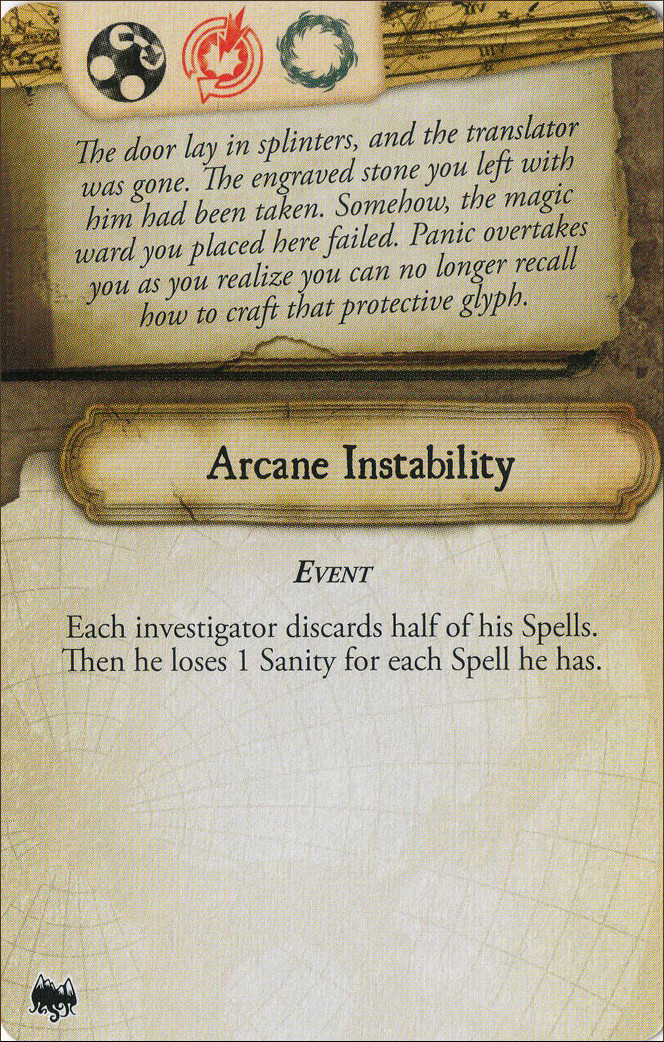 The door lay in splinters, and the translator
was gone. The engraved stone you left with
him had been taken. Somehow, the magic
ward you placed here failed. Panic overtakes
you as you realize you can no longer recall
how to craft that protective glyph.
Arcane Instability
Event
Each investigator discards half of his Spells.
Then he loses 1 Sanity for each Spell he has.